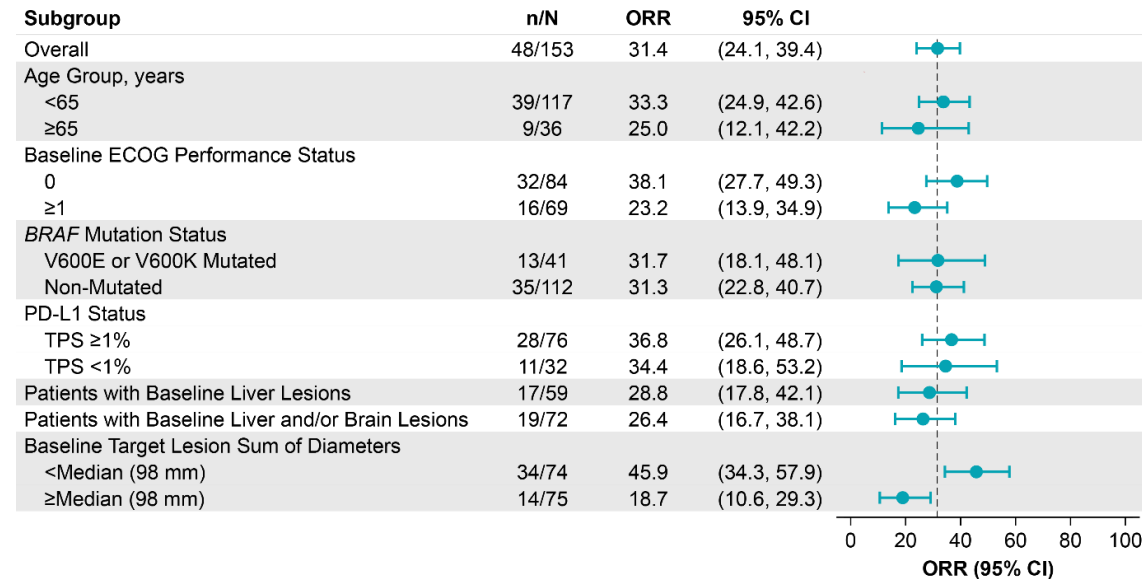 Subgroup n/N ORR 95% CI
Overall 48/153 31.4 (24.1, 39.4)
Age Group, years
<65 39/117 33.3 (24.9, 42.6)
≥65 9/36 25.0 (12.1, 42.2)
Baseline ECOG Performance Status
0 32/84 38.1 (27.7, 49.3)
≥1 16/69 23.2 (13.9, 34.9)
BRAF Mutation Status
V600E or V600K Mutated 13/41 31.7 (18.1, 48.1)
Non-Mutated 35/112 31.3 (22.8, 40.7)
PD-L1 Status
TPS ≥1% 28/76 36.8 (26.1, 48.7)
TPS <1% 11/32 34.4 (18.6, 53.2)
Patients with Baseline Liver Lesions 17/59 28.8 (17.8, 42.1)
Patients with Baseline Liver and/or Brain Lesions 19/72 26.4 (16.7, 38.1)
Baseline Target Lesion Sum of Diameters
<Median (98 mm) 34/74 45.9 (34.3, 57.9)
≥Median (98 mm) 14/75 18.7 (10.6, 29.3)
0 20 40 60 80 100
ORR (95% CI)